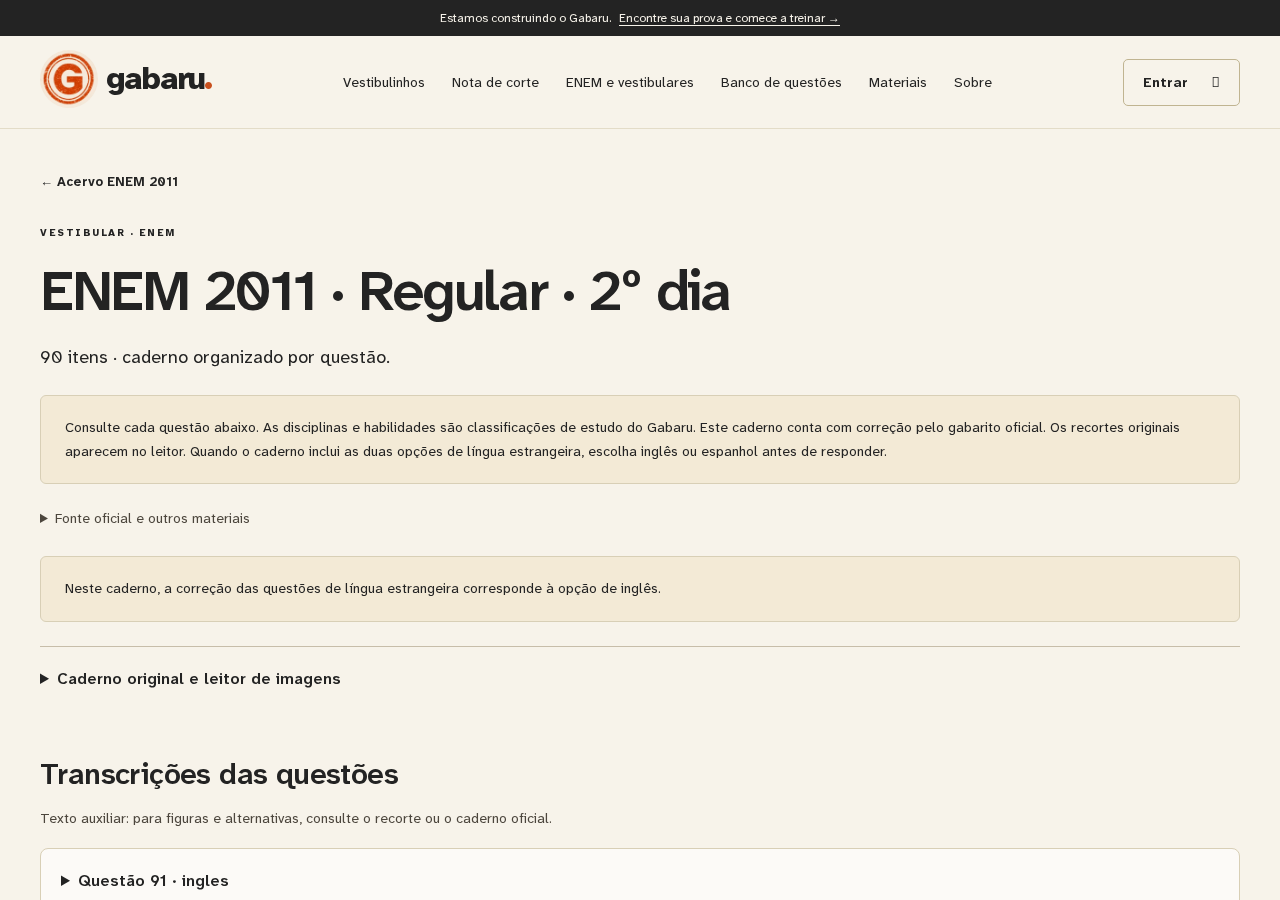 Estamos construindo o Gabaru. Encontre sua prova e comece a treinar →
G gabaru.
Vestibulinhos Nota de corte ENEM e vestibulares Banco de questões Materiais Sobre Entrar
← Acervo ENEM 2011
VESTIBULAR · ENEM
ENEM 2011 · Regular · 2º dia
90 itens · caderno organizado por questão.
Consulte cada questão abaixo. As disciplinas e habilidades são classificações de estudo do Gabaru. Este caderno conta com correção pelo gabarito oficial. Os recortes originais
aparecem no leitor. Quando o caderno inclui as duas opções de língua estrangeira, escolha inglês ou espanhol antes de responder.
Fonte oficial e outros materiais
Neste caderno, a correção das questões de língua estrangeira corresponde à opção de inglês.
Caderno original e leitor de imagens
Transcrições das questões
Texto auxiliar: para figuras e alternativas, consulte o recorte ou o caderno oficial.
Questão 91 · ingles